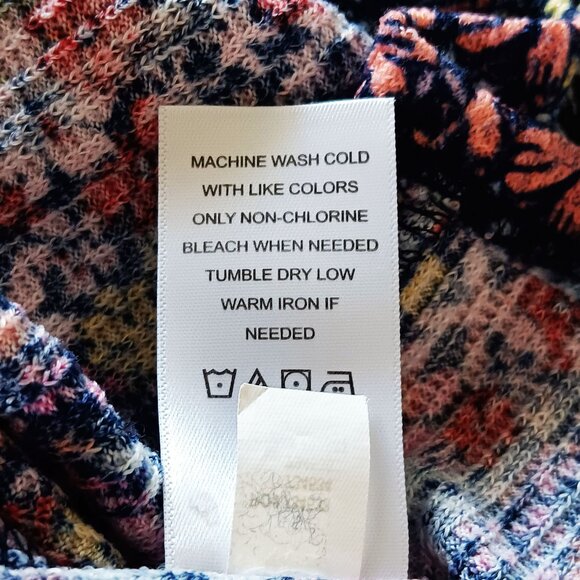 MACHINE WASH COLD
WITH LIKE COLORS
ONLY NON-CHLORINE
BLEACH WHEN NEEDED
TUMBLE DRY LOW
WARM IRON IF
NEEDED